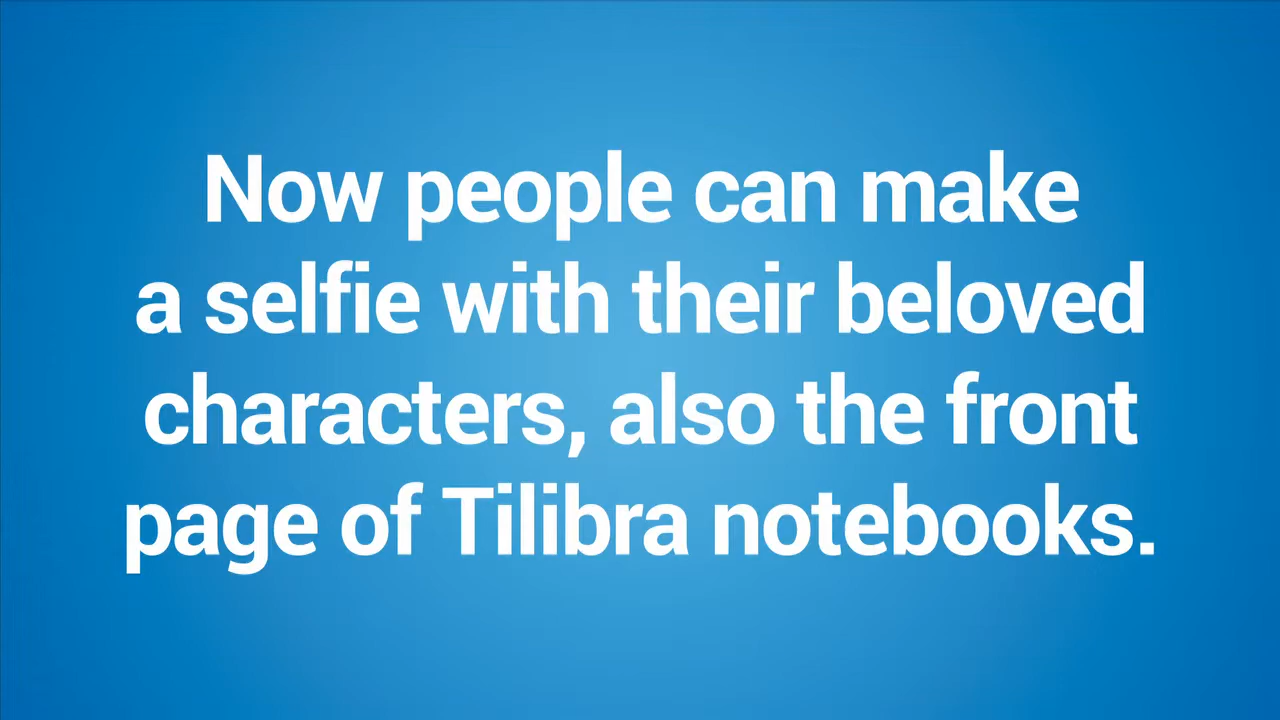 Now people can make
a selfie with their beloved
characters, also the front
page of Tilibra notebooks.